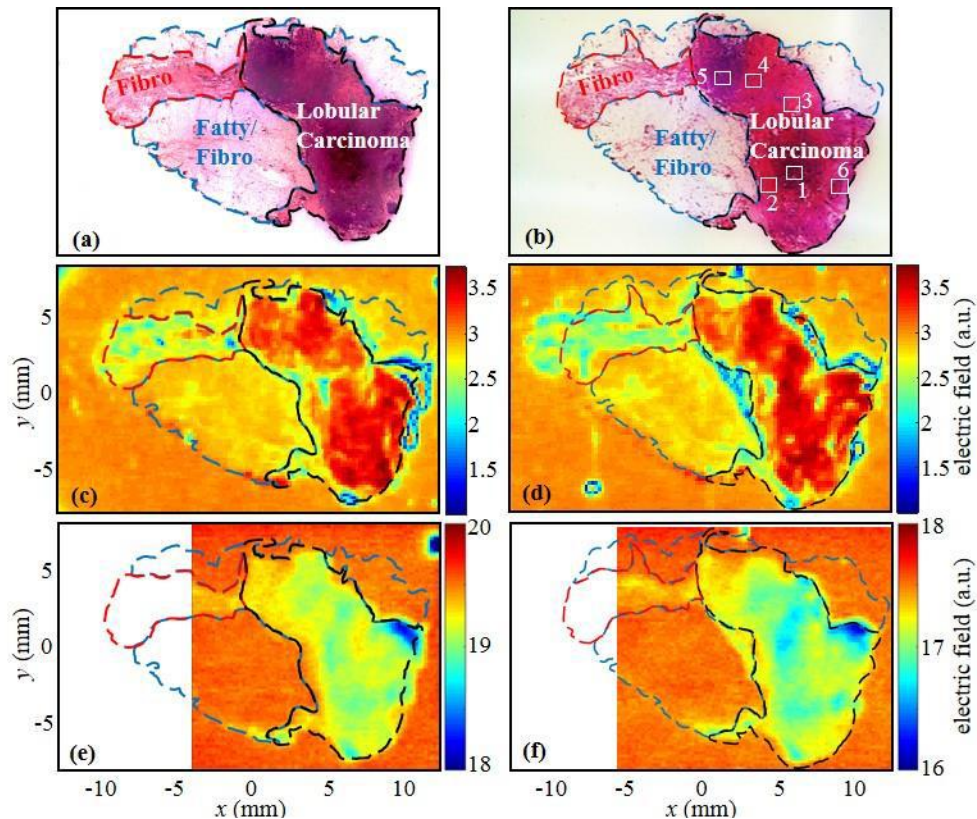 Fibro
Fatty/
Fibro
Lobular
Carcinoma
(a)
5
4
3
Lobular
Carcinoma
Fatty/
Fibro
6
1
2
(b)
5
0
-5
y (mm)
(c)
3.5
3
2.5
2
1.5
(d)
3.5
3
2.5
2
1.5
electric field (a.u.)
5
0
-5
y (mm)
(e)
20
19
18
(f)
18
17
16
electric field (a.u.)
-10 -5 0 5 10
x (mm)
-10 -5 0 5 10
x (mm)